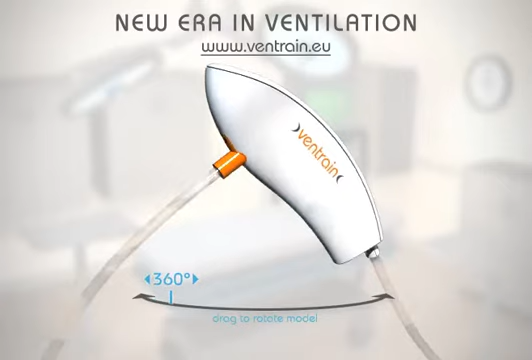 NEW ERA IN VENTILATION
www.ventrain.eu
ventrain
360°
drag to rotate model